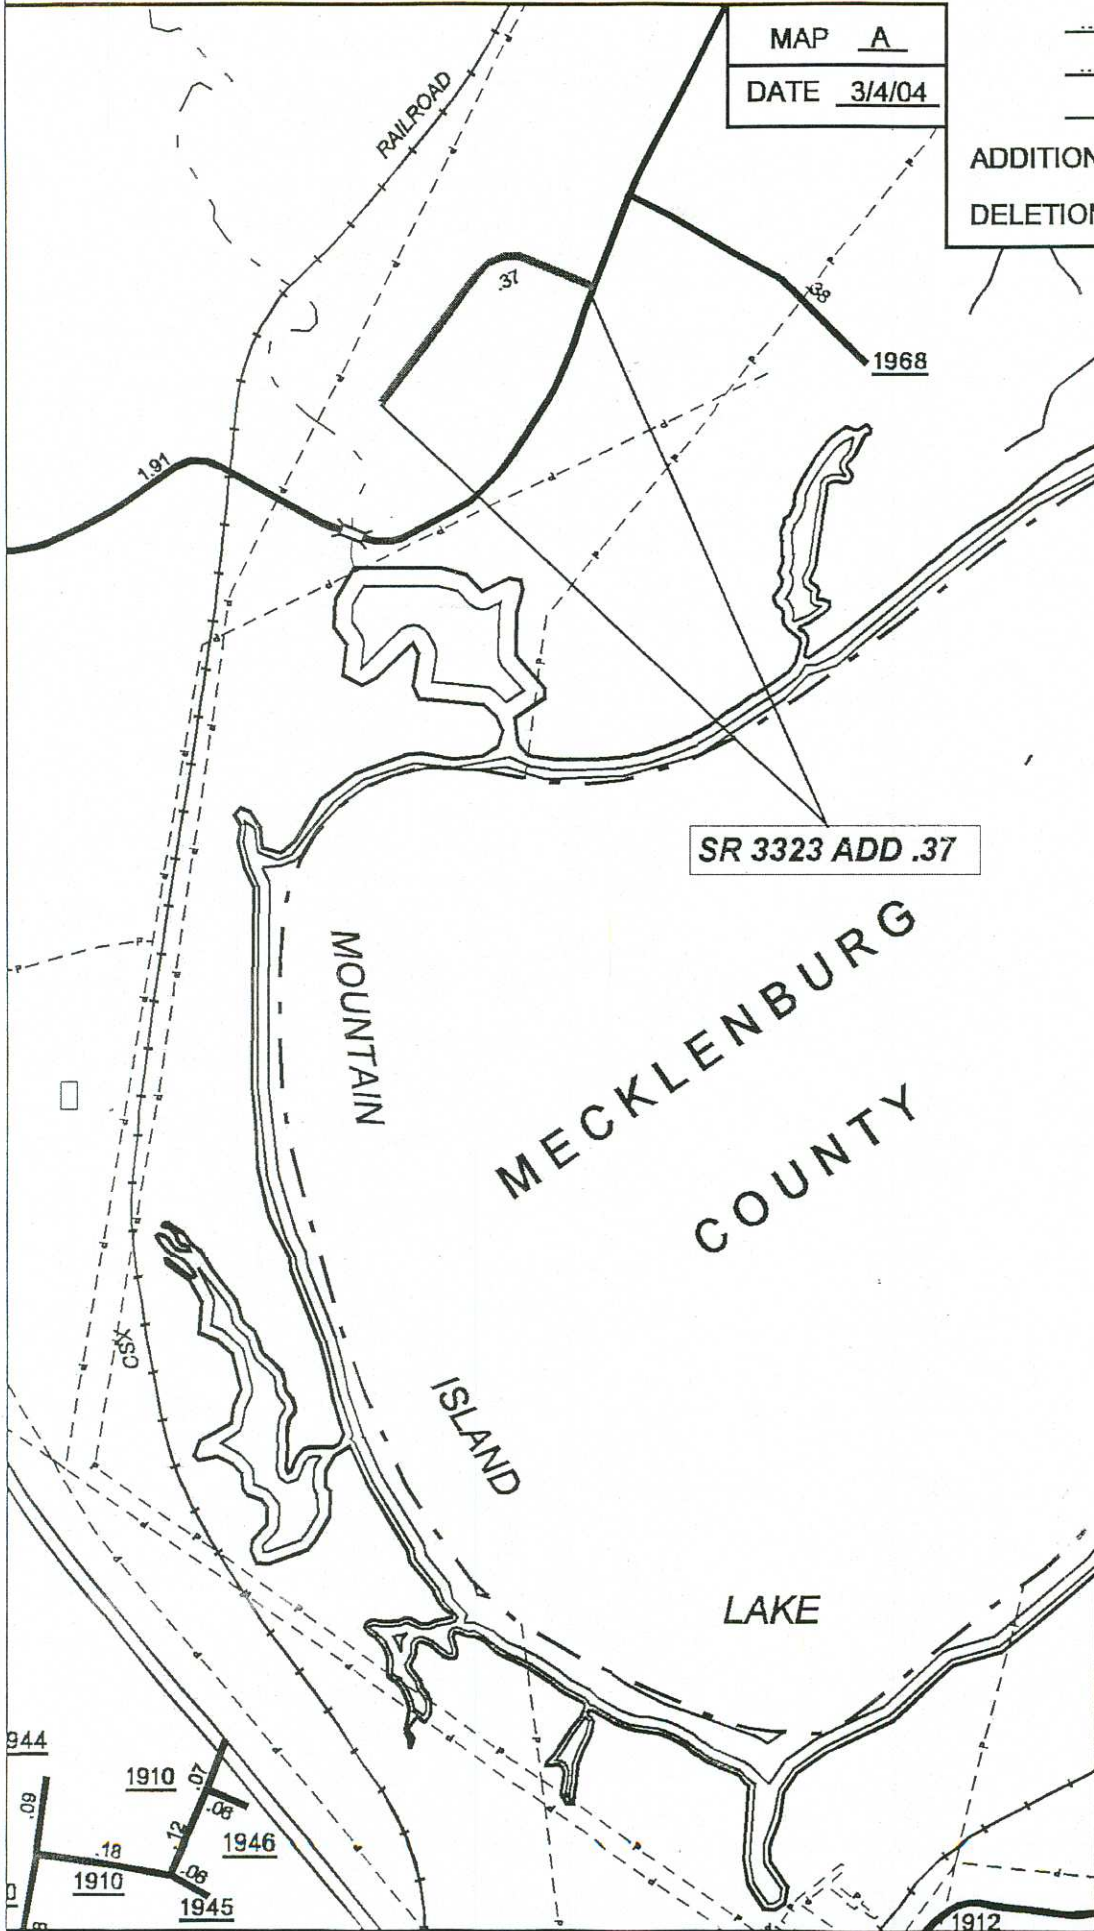 MAP A
DATE 3/4/04
ADDITION
DELETION
RAILROAD
.37
.38
1968
1.91
SR 3323 ADD .37
MECKLENBURG
COUNTY
MOUNTAIN
ISLAND
LAKE
CSX
944
.09
1910
.07
.06
1946
.12
.18
1910
.06
1945
1912